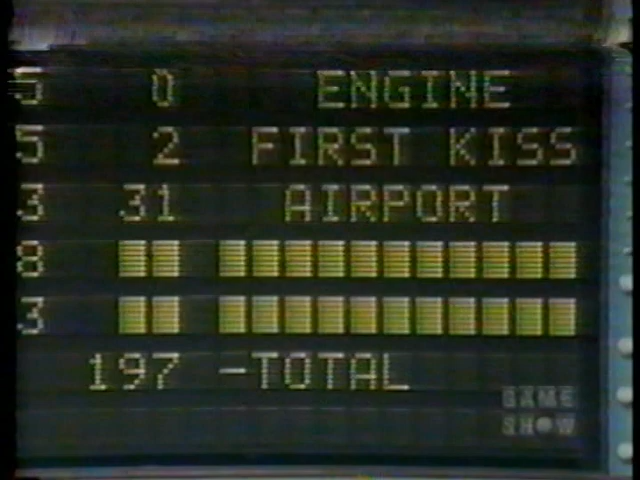 5 0 ENGINE
5 2 FIRST KISS
3 31 AIRPORT
8
3
197 -TOTAL
GAME
SHOW